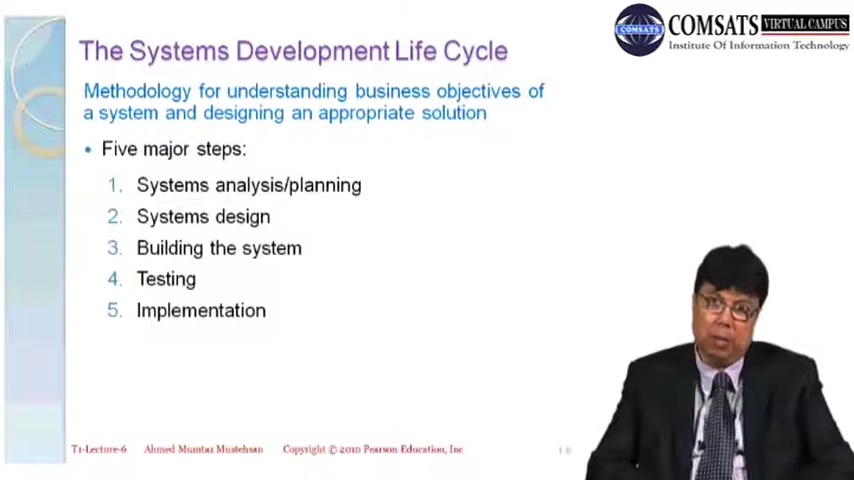 The Systems Development Life Cycle
COMSATS VIRTUAL CAMPUS
Institute Of Information Technology
COMSATS
Methodology for understanding business objectives of
a system and designing an appropriate solution
• Five major steps:
1. Systems analysis/planning
2. Systems design
3. Building the system
4. Testing
5. Implementation
T1-Lecture-6 Ahmed Mumtaz Mustehsan Copyright © 2010 Pearson Education, Inc